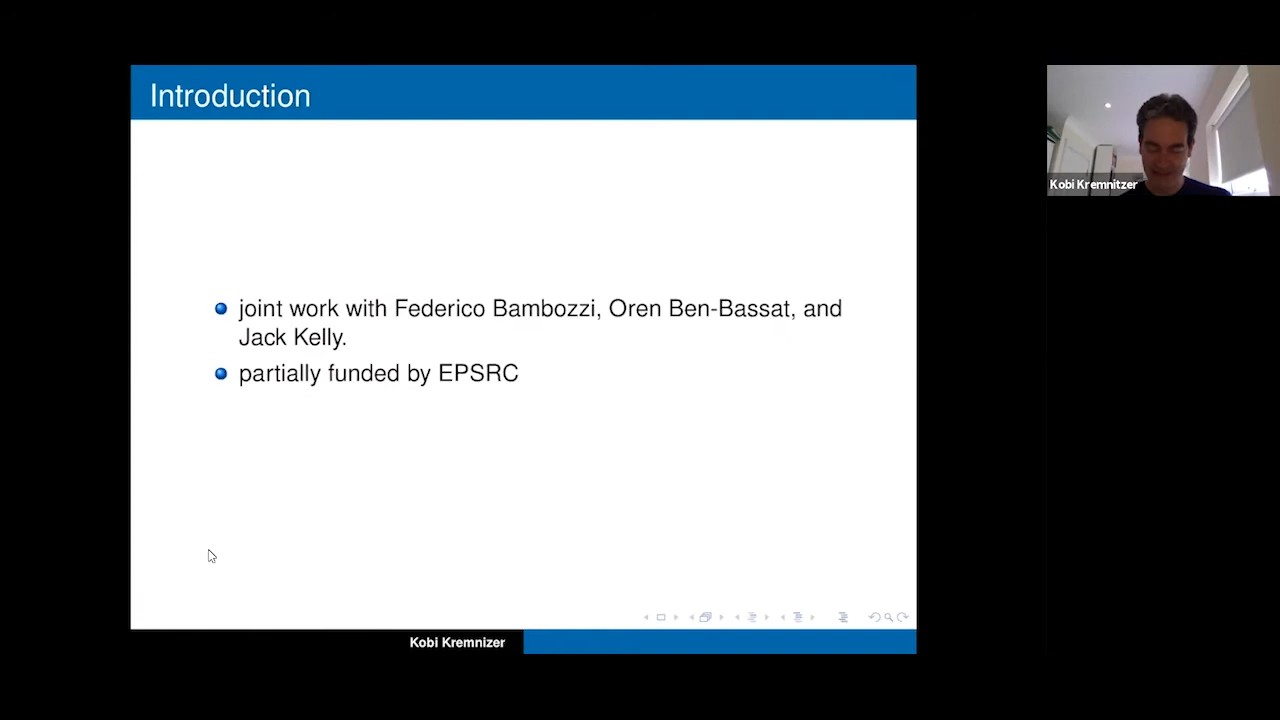 Introduction
joint work with Federico Bambozzi, Oren Ben-Bassat, and
Jack Kelly.
partially funded by EPSRC
Kobi Kremnizer
Kobi Kremnitzer